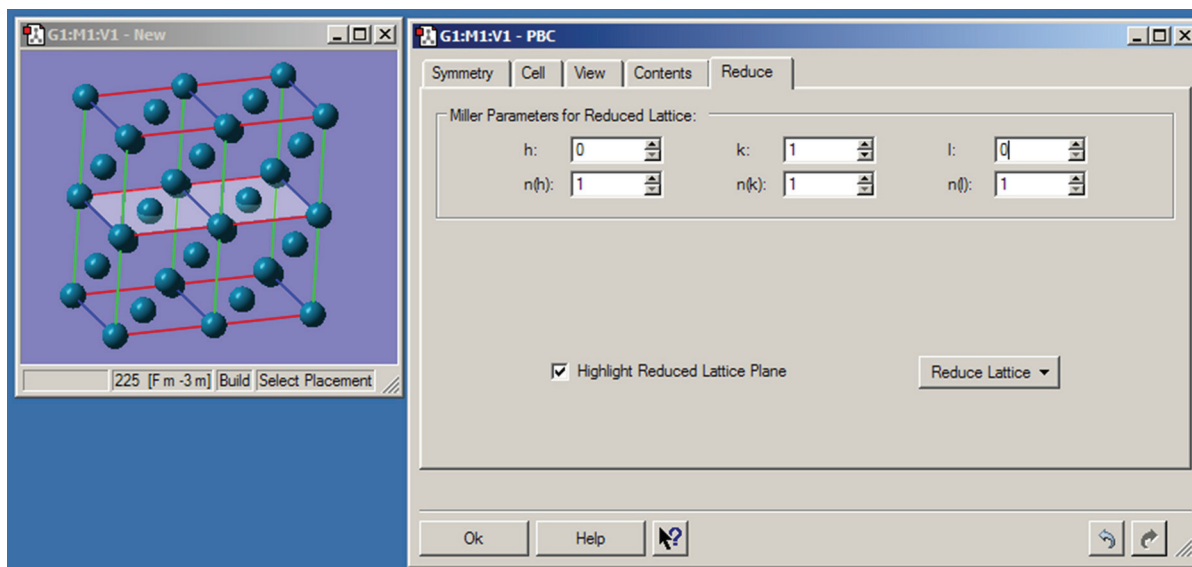 G1:M1:V1 - New
225 [F m -3 m] Build Select Placement
G1:M1:V1 - PBC
Symmetry Cell View Contents Reduce
Miller Parameters for Reduced Lattice:
h: 0 k: 1 l: 0
n(h): 1 n(k): 1 n(l): 1
Highlight Reduced Lattice Plane Reduce Lattice
Ok Help ?